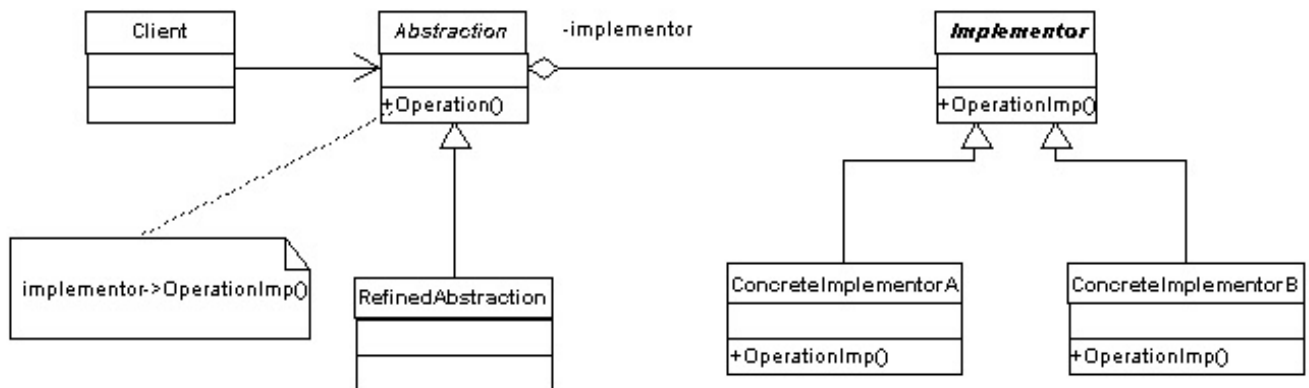 Client
Abstraction
-implementor
Implementor
+Operation()
+OperationImp()
implementor->OperationImp()
RefinedAbstraction
ConcreteImplementorA
ConcreteImplementorB
+OperationImp()
+OperationImp()